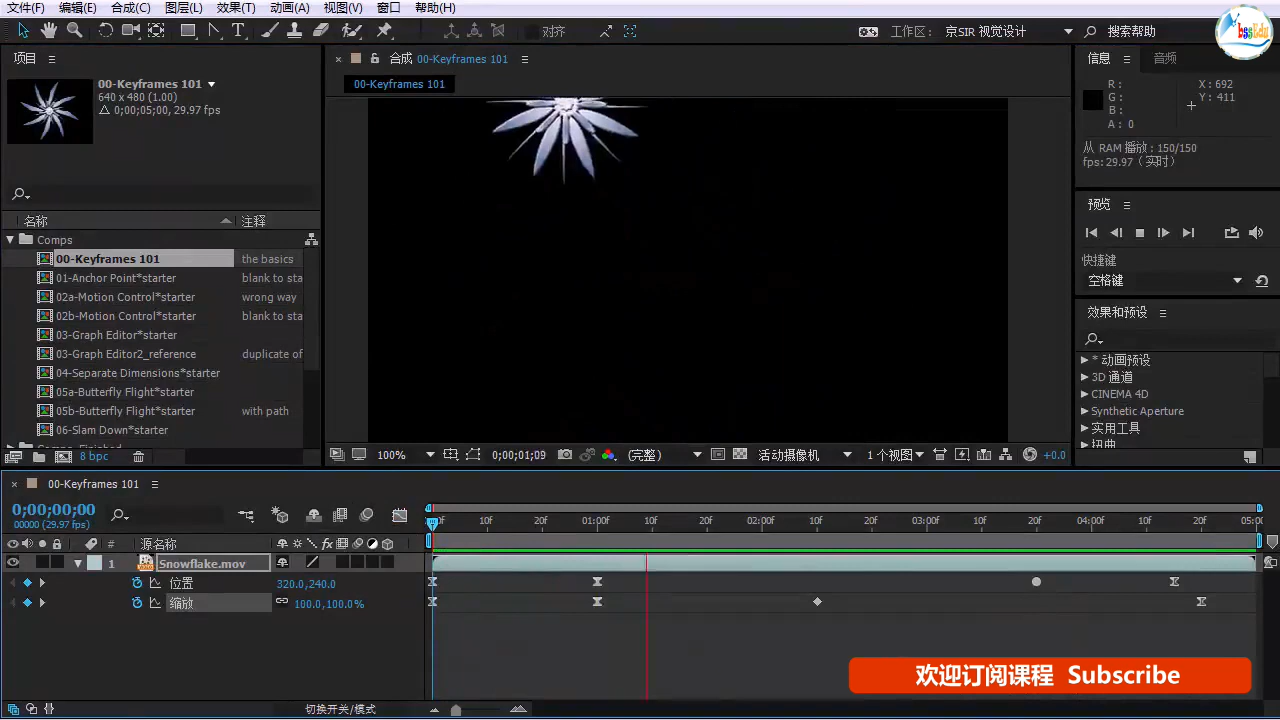 文件(F) 编辑(E) 合成(C) 图层(L) 效果(T) 动画(A) 视图(V) 窗口 帮助(H)
对齐 工作区: 京SIR 视觉设计 搜索帮助
bssEdu
项目
00-Keyframes 101
640 x 480 (1.00)
Δ 0;00;05;00, 29.97 fps
名称 注释
Comps
00-Keyframes 101 the basics
01-Anchor Point*starter blank to sta
02a-Motion Control*starter wrong way
02b-Motion Control*starter blank to sta
03-Graph Editor*starter
03-Graph Editor2_reference duplicate of
04-Separate Dimensions*starter
05a-Butterfly Flight*starter
05b-Butterfly Flight*starter with path
06-Slam Down*starter
Comps_Finished
8 bpc
合成 00-Keyframes 101
00-Keyframes 101
100% 0;00;01;09 (完整) 活动摄像机 1 个视图 +0.0
信息 音频
R : X : 692
G : Y : 411
B :
A : 0
从 RAM 播放 : 150/150
fps: 29.97 (实时)
预览
快捷键
空格键
效果和预设
* 动画预设
3D 通道
CINEMA 4D
Synthetic Aperture
实用工具
扭曲
00-Keyframes 101
0;00;00;00
00000 (29.97 fps)
10f 20f 01:00f 10f 20f 02:00f 10f 20f 03:00f 10f 20f 04:00f 10f 20f 05:00
# 源名称
1 Snowflake.mov
位置 320.0,240.0
缩放 100.0,100.0%
切换开关/模式
欢迎订阅课程 Subscribe